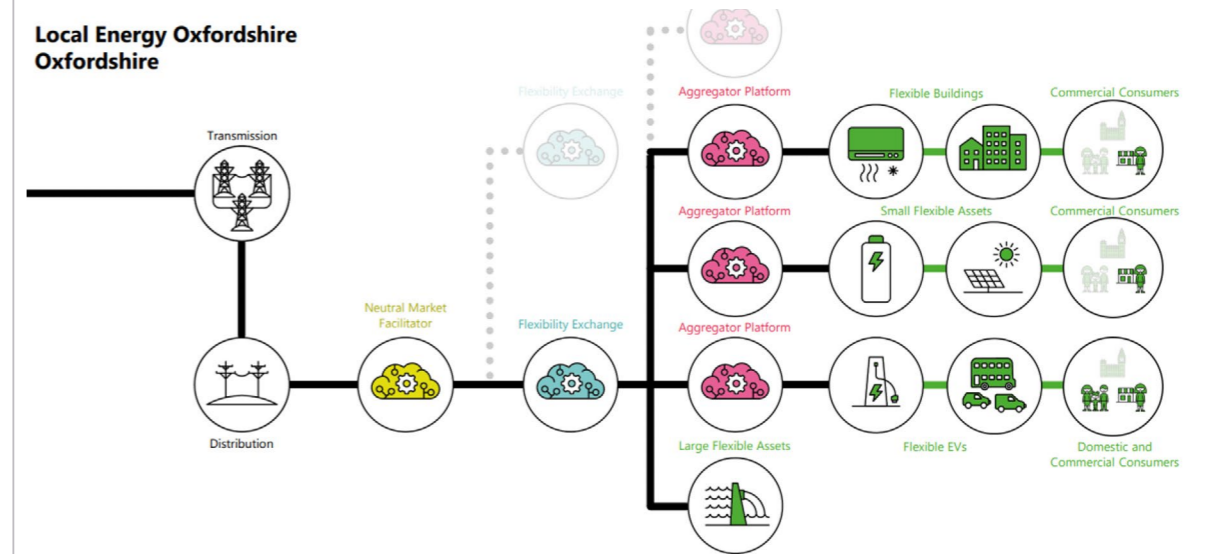 Local Energy Oxfordshire
Oxfordshire
Transmission
Flexibility Exchange
Aggregator Platform
Flexible Buildings
Commercial Consumers
Aggregator Platform
Small Flexible Assets
Commercial Consumers
Neutral Market
Facilitator
Flexibility Exchange
Aggregator Platform
Distribution
Large Flexible Assets
Flexible EVs
Domestic and
Commercial Consumers